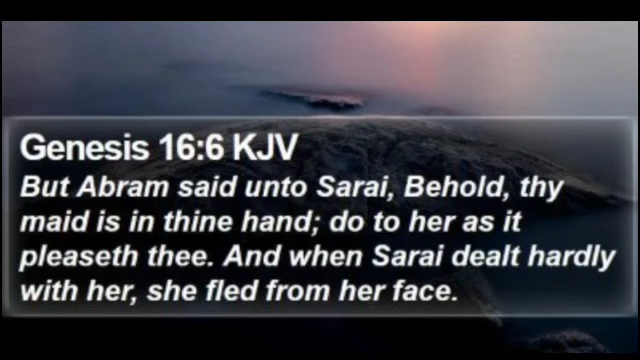 Genesis 16:6 KJV
But Abram said unto Sarai, Behold, thy
maid is in thine hand; do to her as it
pleaseth thee. And when Sarai dealt hardly
with her, she fled from her face.